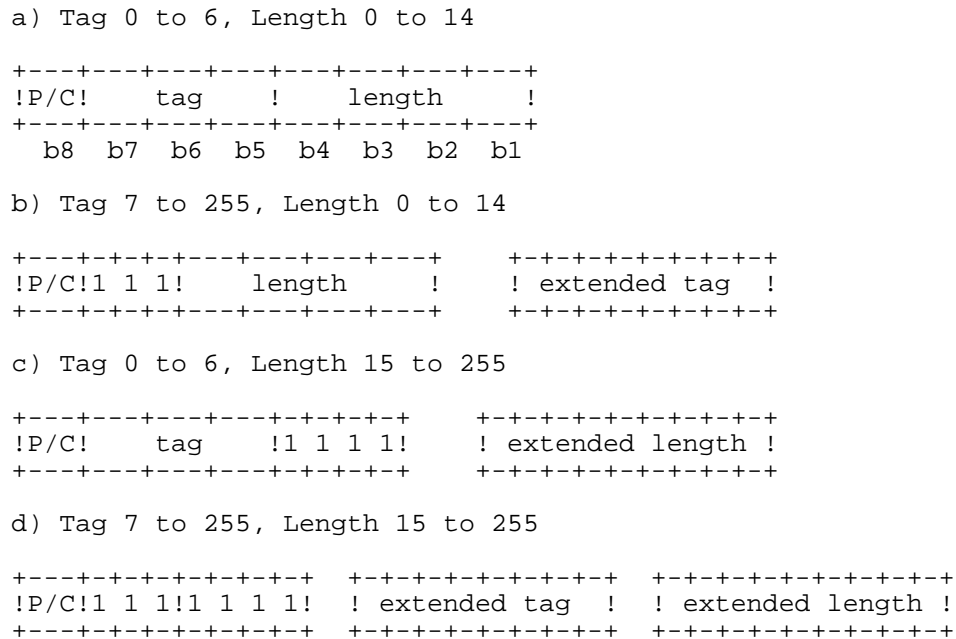 a) Tag 0 to 6, Length 0 to 14
+---+---+---+---+---+---+---+---+
!P/C!    tag    !    length     !
+---+---+---+---+---+---+---+---+
  b8  b7  b6  b5  b4  b3  b2  b1
b) Tag 7 to 255, Length 0 to 14
+---+-+-+-+---+---+---+---+    +-+-+-+-+-+-+-+-+
!P/C!1 1 1!    length     !    ! extended tag  !
+---+-+-+-+---+---+---+---+    +-+-+-+-+-+-+-+-+
c) Tag 0 to 6, Length 15 to 255
+---+---+---+---+-+-+-+-+    +-+-+-+-+-+-+-+-+-+
!P/C!    tag    !1 1 1 1!    ! extended length !
+---+---+---+---+-+-+-+-+    +-+-+-+-+-+-+-+-+-+
d) Tag 7 to 255, Length 15 to 255
+---+-+-+-+-+-+-+-+  +-+-+-+-+-+-+-+-+  +-+-+-+-+-+-+-+-+-+
!P/C!1 1 1!1 1 1 1!  ! extended tag  !  ! extended length !
+---+-+-+-+-+-+-+-+  +-+-+-+-+-+-+-+-+  +-+-+-+-+-+-+-+-+-+